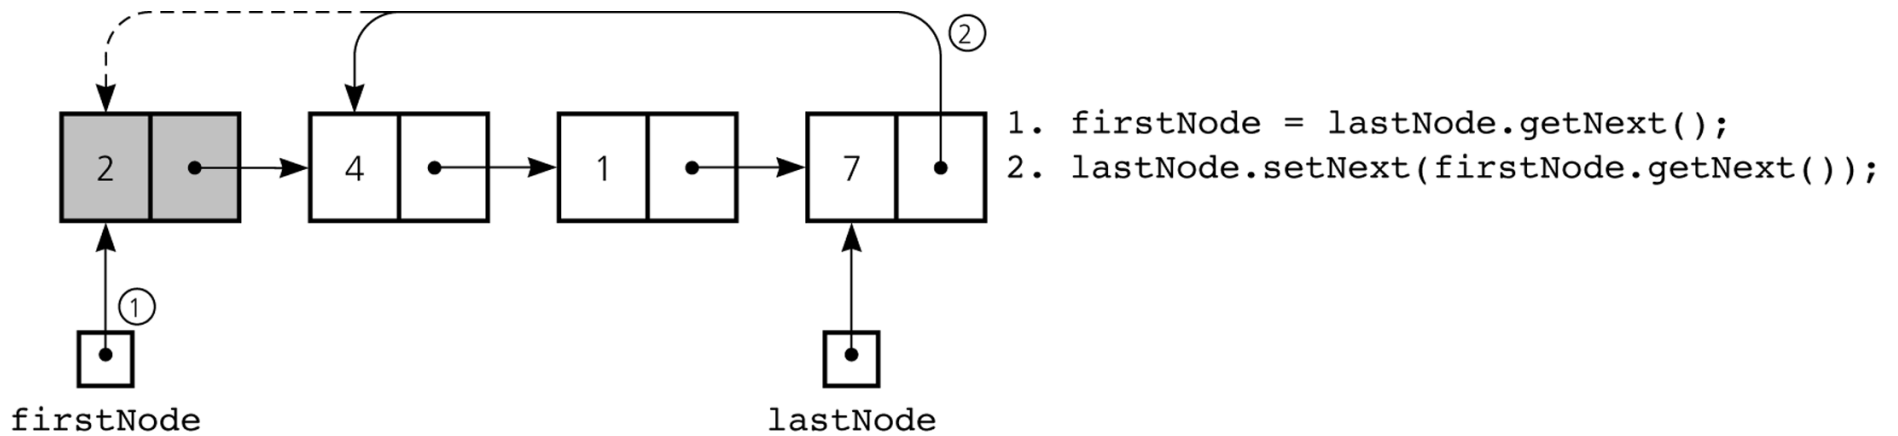 ②
2 4 1 7
1. firstNode = lastNode.getNext();
2. lastNode.setNext(firstNode.getNext());
①
firstNode lastNode